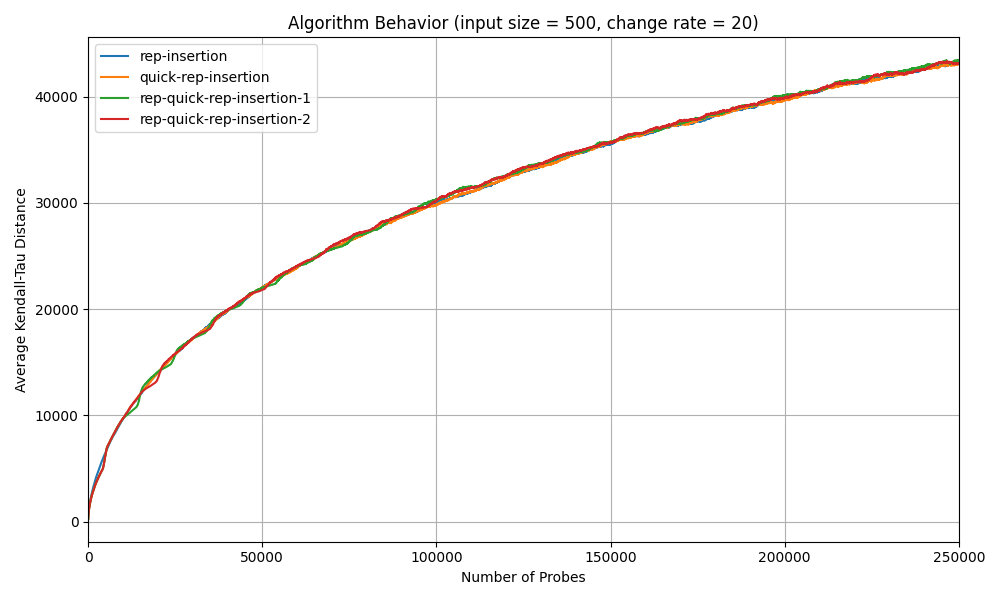 Algorithm Behavior (input size = 500, change rate = 20)
rep-insertion
quick-rep-insertion
rep-quick-rep-insertion-1
rep-quick-rep-insertion-2
Average Kendall-Tau Distance
40000
30000
20000
10000
0
0 50000 100000 150000 200000 250000
Number of Probes